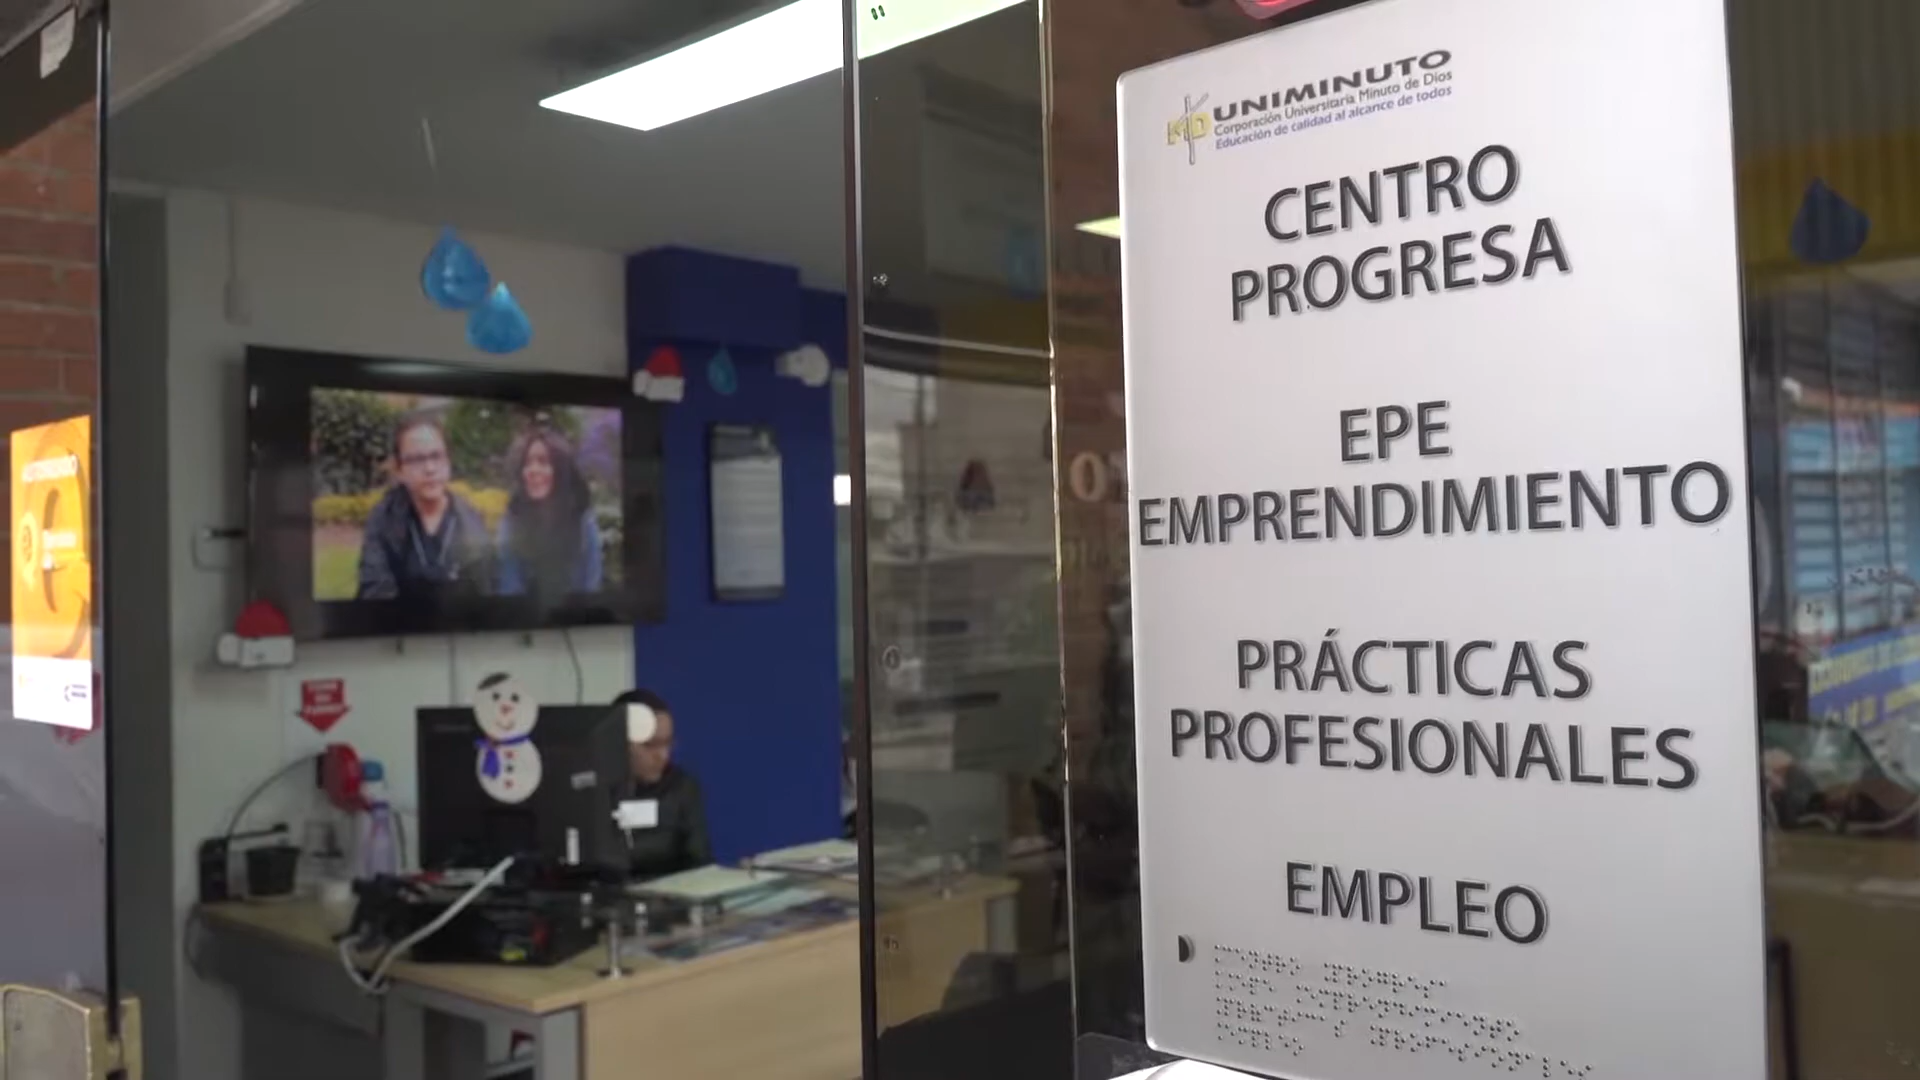 UNIMINUTO
Corporación Universitaria Minuto de Dios
Educación de calidad al alcance de todos
CENTRO
PROGRESA
EPE
EMPRENDIMIENTO
PRÁCTICAS
PROFESIONALES
EMPLEO